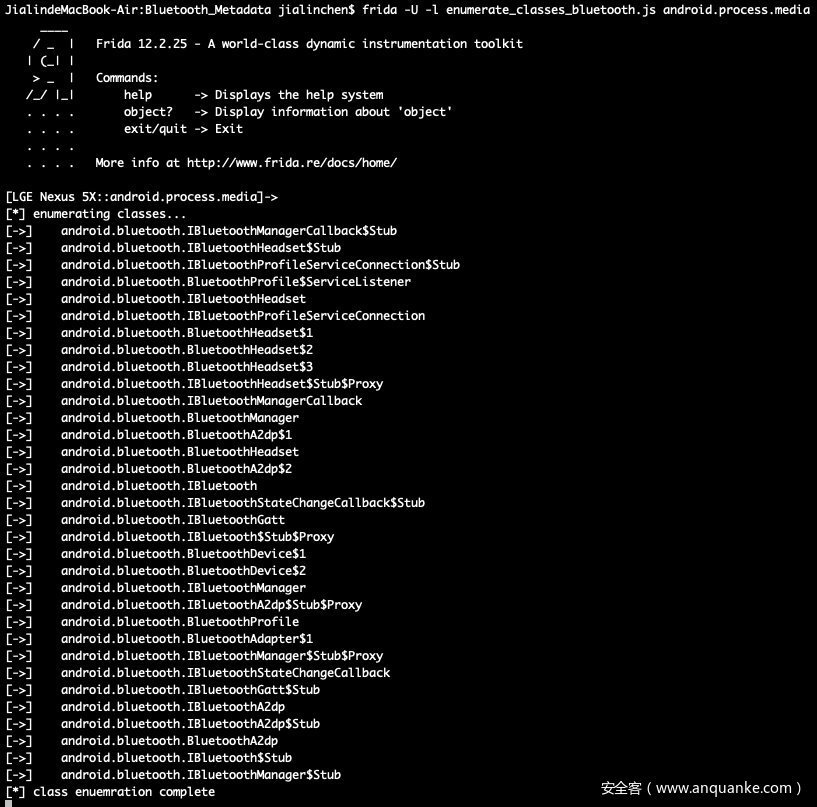 JialindeMacBook-Air:Bluetooth_Metadata jialinchen$ frida -U -l enumerate_classes_bluetooth.js android.process.media
     ____
    / _  |   Frida 12.2.25 - A world-class dynamic instrumentation toolkit
   | (_| |
    > _  |   Commands:
   /_/ |_|       help      -> Displays the help system
   . . . .       object?   -> Display information about 'object'
   . . . .       exit/quit -> Exit
   . . . .
   . . . .   More info at http://www.frida.re/docs/home/
[LGE Nexus 5X::android.process.media]->
[*] enumerating classes...
[->]    android.bluetooth.IBluetoothManagerCallback$Stub
[->]    android.bluetooth.IBluetoothHeadset$Stub
[->]    android.bluetooth.IBluetoothProfileServiceConnection$Stub
[->]    android.bluetooth.BluetoothProfile$ServiceListener
[->]    android.bluetooth.IBluetoothHeadset
[->]    android.bluetooth.IBluetoothProfileServiceConnection
[->]    android.bluetooth.BluetoothHeadset$1
[->]    android.bluetooth.BluetoothHeadset$2
[->]    android.bluetooth.BluetoothHeadset$3
[->]    android.bluetooth.IBluetoothHeadset$Stub$Proxy
[->]    android.bluetooth.IBluetoothManagerCallback
[->]    android.bluetooth.BluetoothManager
[->]    android.bluetooth.BluetoothA2dp$1
[->]    android.bluetooth.BluetoothHeadset
[->]    android.bluetooth.BluetoothA2dp$2
[->]    android.bluetooth.IBluetooth
[->]    android.bluetooth.IBluetoothStateChangeCallback$Stub
[->]    android.bluetooth.IBluetoothGatt
[->]    android.bluetooth.IBluetooth$Stub$Proxy
[->]    android.bluetooth.BluetoothDevice$1
[->]    android.bluetooth.BluetoothDevice$2
[->]    android.bluetooth.IBluetoothManager
[->]    android.bluetooth.IBluetoothA2dp$Stub$Proxy
[->]    android.bluetooth.BluetoothProfile
[->]    android.bluetooth.BluetoothAdapter$1
[->]    android.bluetooth.IBluetoothManager$Stub$Proxy
[->]    android.bluetooth.IBluetoothStateChangeCallback
[->]    android.bluetooth.IBluetoothGatt$Stub
[->]    android.bluetooth.IBluetoothA2dp
[->]    android.bluetooth.IBluetoothA2dp$Stub
[->]    android.bluetooth.BluetoothA2dp
[->]    android.bluetooth.IBluetooth$Stub
[->]    android.bluetooth.IBluetoothManager$Stub
[*] class enuemration complete
安全客（www.anquanke.com）